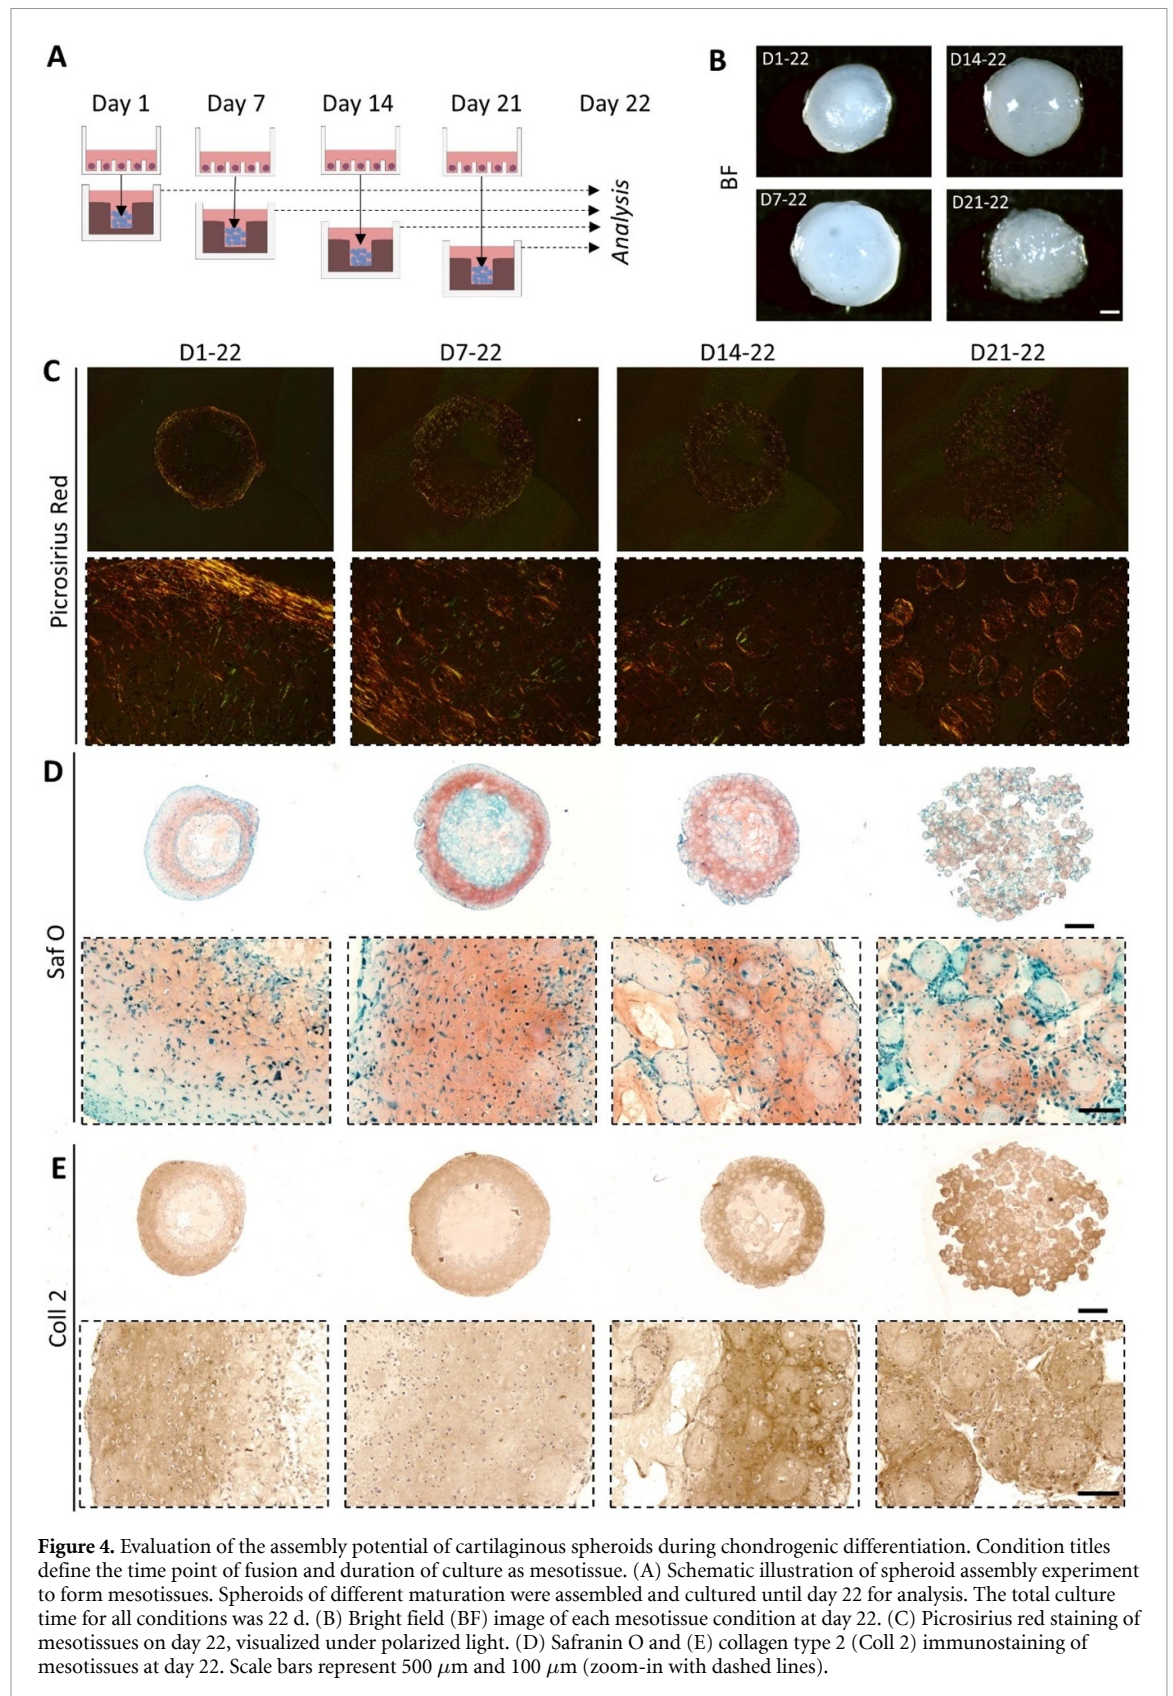 A
Day 1
Day 7
Day 14
Day 21
Day 22
Analysis
B
BF
D1-22
D14-22
D7-22
D21-22
C
D1-22
D7-22
D14-22
D21-22
Picrosirius Red
D
Saf O
E
Coll 2
Figure 4. Evaluation of the assembly potential of cartilaginous spheroids during chondrogenic differentiation. Condition titles
define the time point of fusion and duration of culture as mesotissue. (A) Schematic illustration of spheroid assembly experiment
to form mesotissues. Spheroids of different maturation were assembled and cultured until day 22 for analysis. The total culture
time for all conditions was 22 d. (B) Bright field (BF) image of each mesotissue condition at day 22. (C) Picrosirius red staining of
mesotissues on day 22, visualized under polarized light. (D) Safranin O and (E) collagen type 2 (Coll 2) immunostaining of
mesotissues at day 22. Scale bars represent 500 μm and 100 μm (zoom-in with dashed lines).